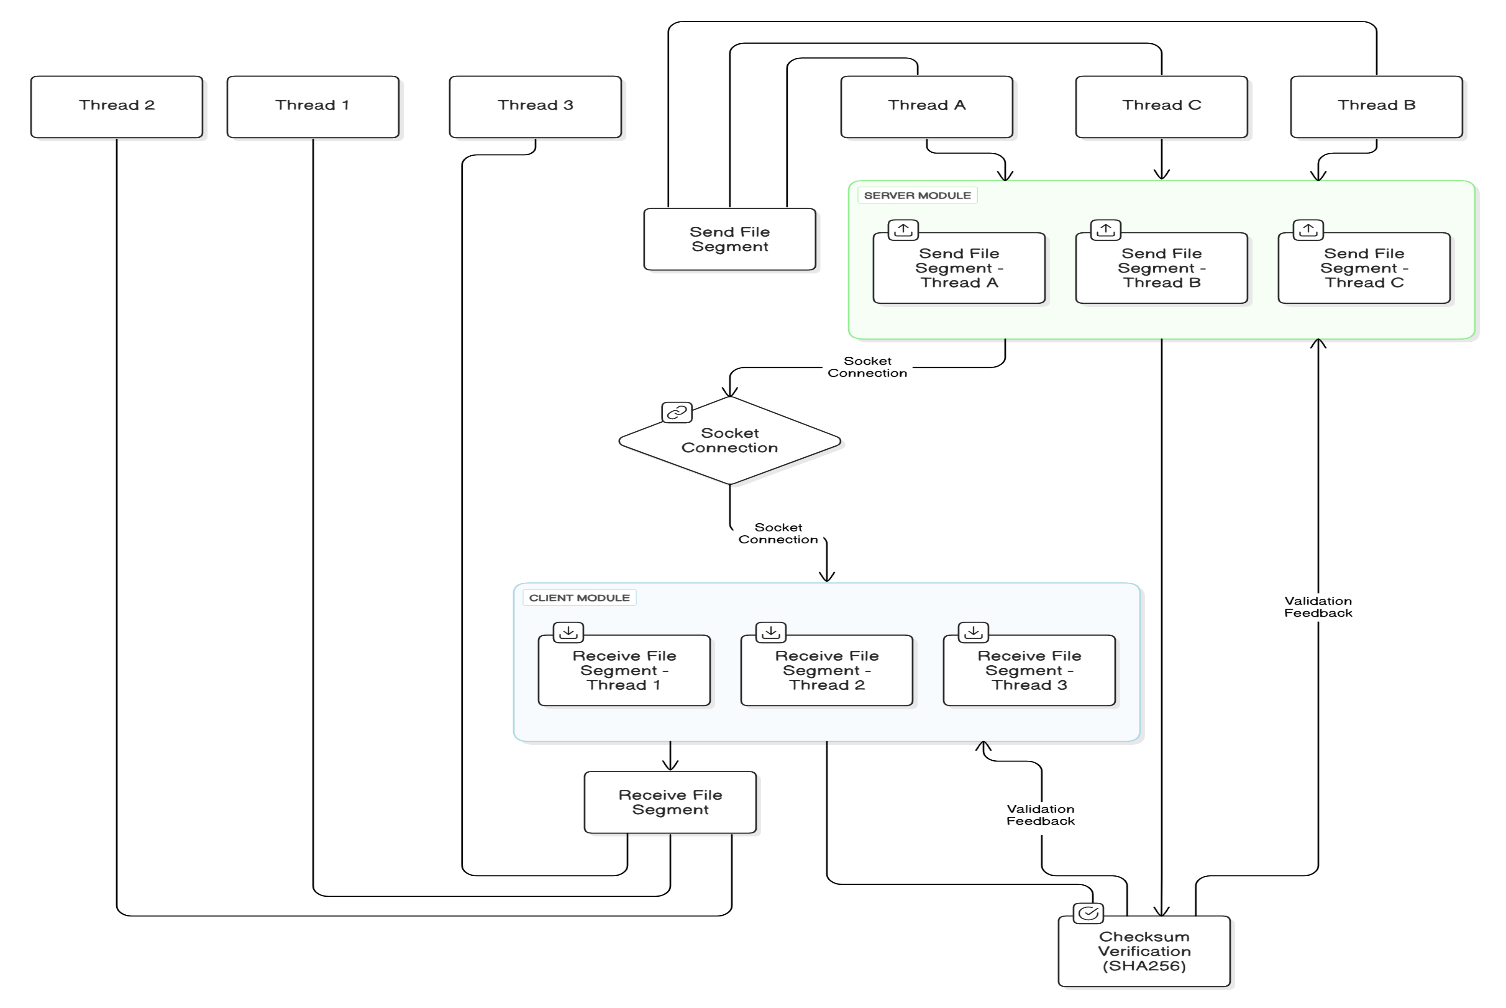 Thread 2
Thread 1
Thread 3
Thread A
Thread C
Thread B
Send File
Segment
SERVER MODULE
Send File
Segment -
Thread A
Send File
Segment -
Thread B
Send File
Segment -
Thread C
Socket
Connection
Socket
Connection
Socket
Connection
CLIENT MODULE
Receive File
Segment -
Thread 1
Receive File
Segment -
Thread 2
Receive File
Segment -
Thread 3
Validation
Feedback
Receive File
Segment
Validation
Feedback
Checksum
Verification
(SHA256)